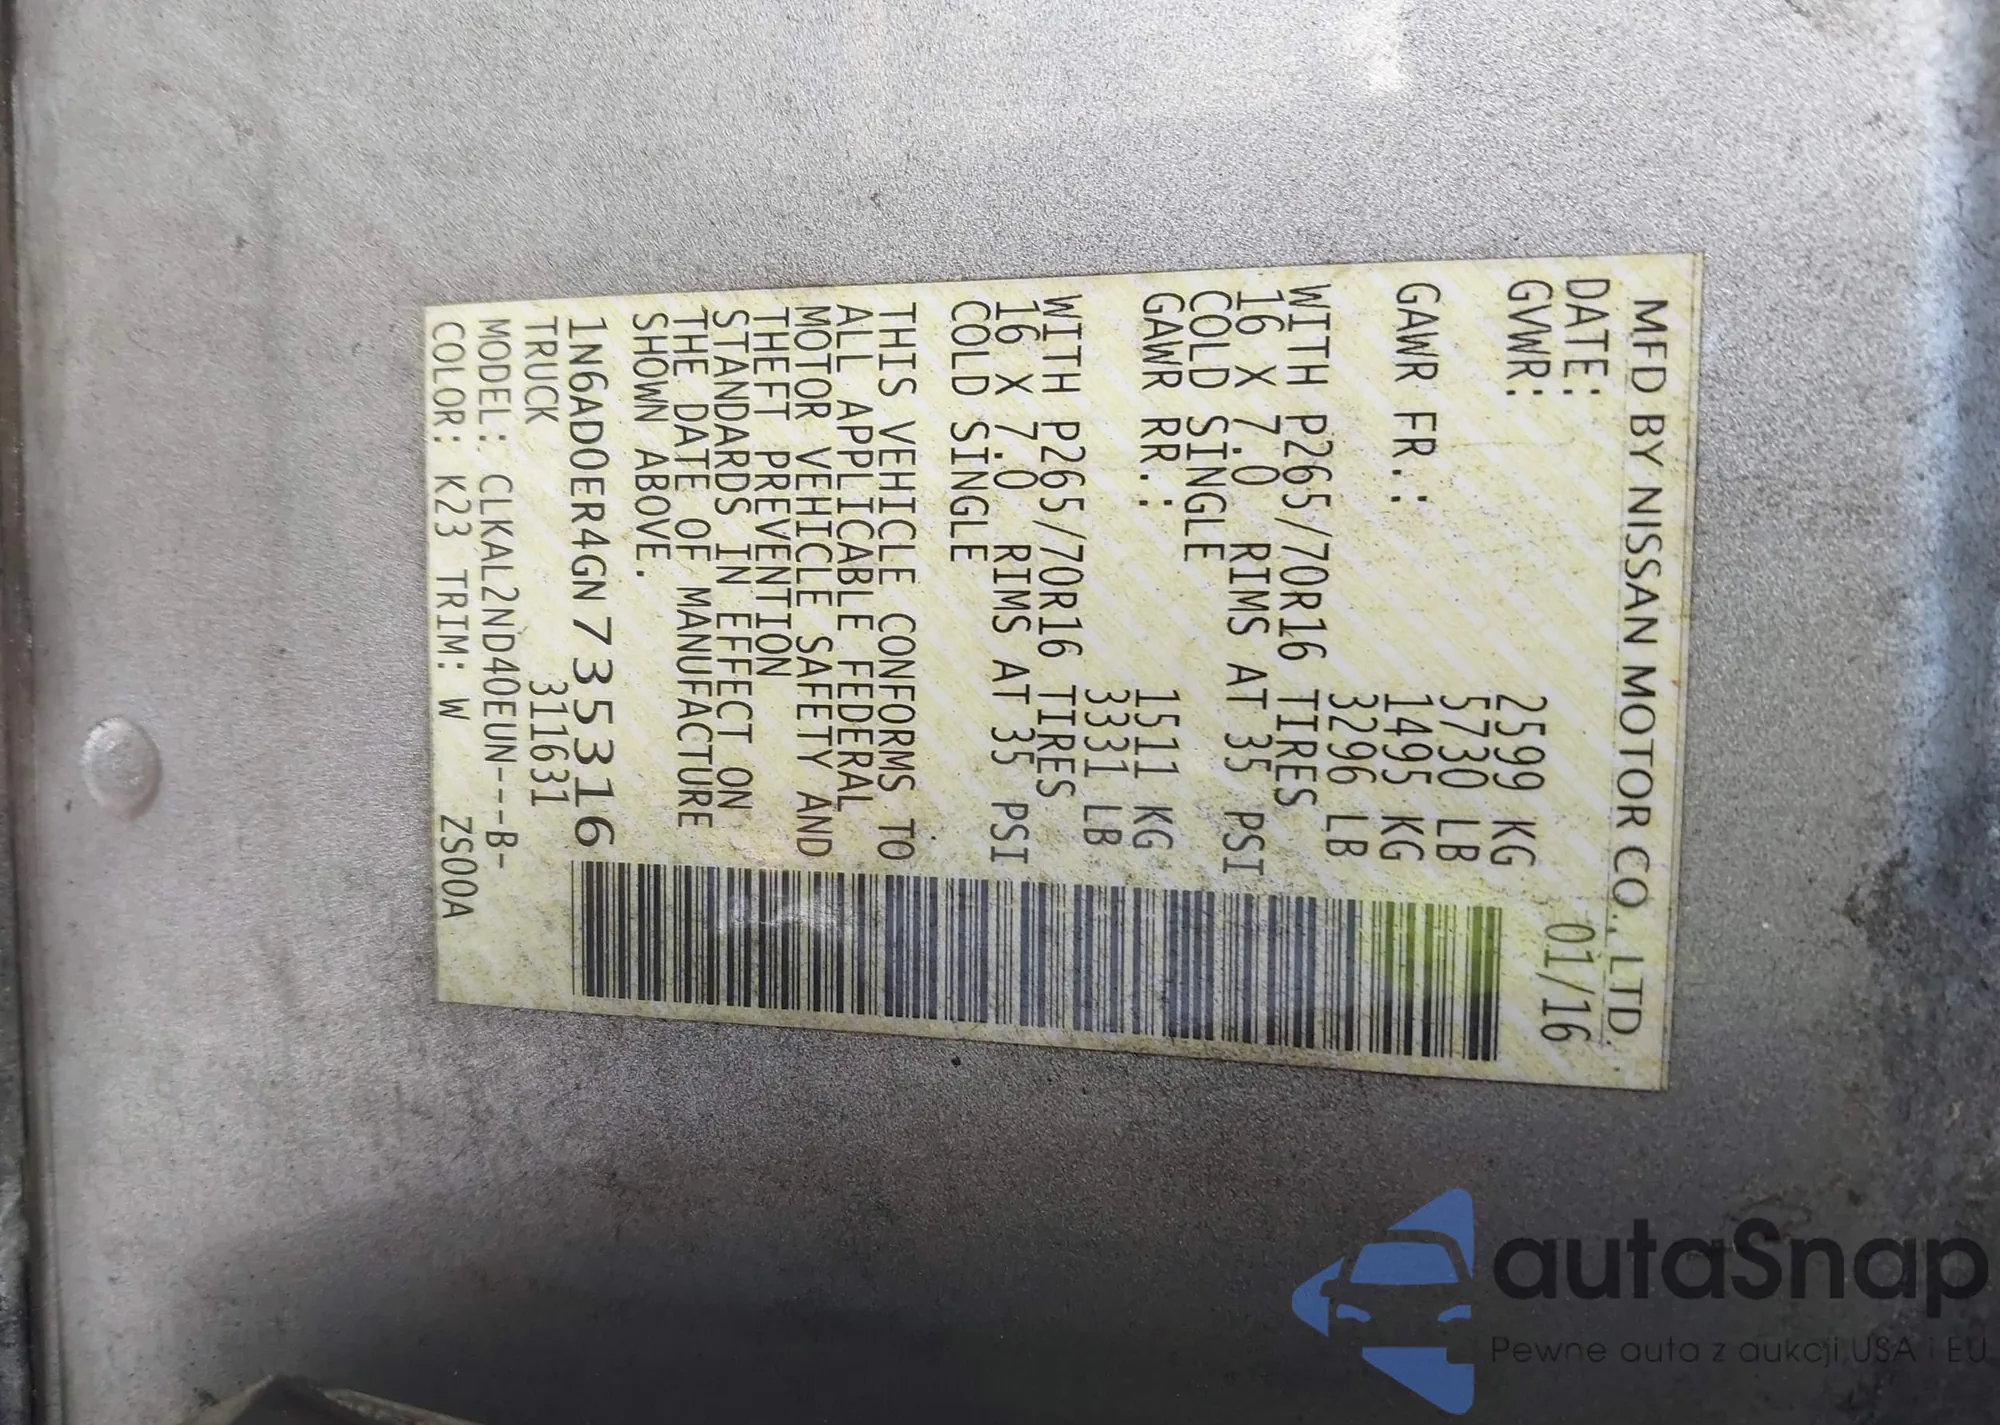 MFD BY NISSAN MOTOR CO., LTD.
DATE: 01/16
GVWR: 2599 KG
5730 LB
GAWR FR.: 1495 KG
3296 LB
WITH P265/70R16 TIRES
16 X 7.0 RIMS AT 35 PSI
COLD SINGLE
GAWR RR.: 1511 KG
3331 LB
WITH P265/70R16 TIRES
16 X 7.0 RIMS AT 35 PSI
COLD SINGLE
THIS VEHICLE CONFORMS TO
ALL APPLICABLE FEDERAL
MOTOR VEHICLE SAFETY AND
THEFT PREVENTION
STANDARDS IN EFFECT ON
THE DATE OF MANUFACTURE
SHOWN ABOVE.
1N6AD0ER4GN735316
TRUCK 311631
MODEL: CLKAL2ND40EUN---B-
COLOR: K23 TRIM: W ZS00A
autaSnap
Pewne auta z aukcji USA i EU